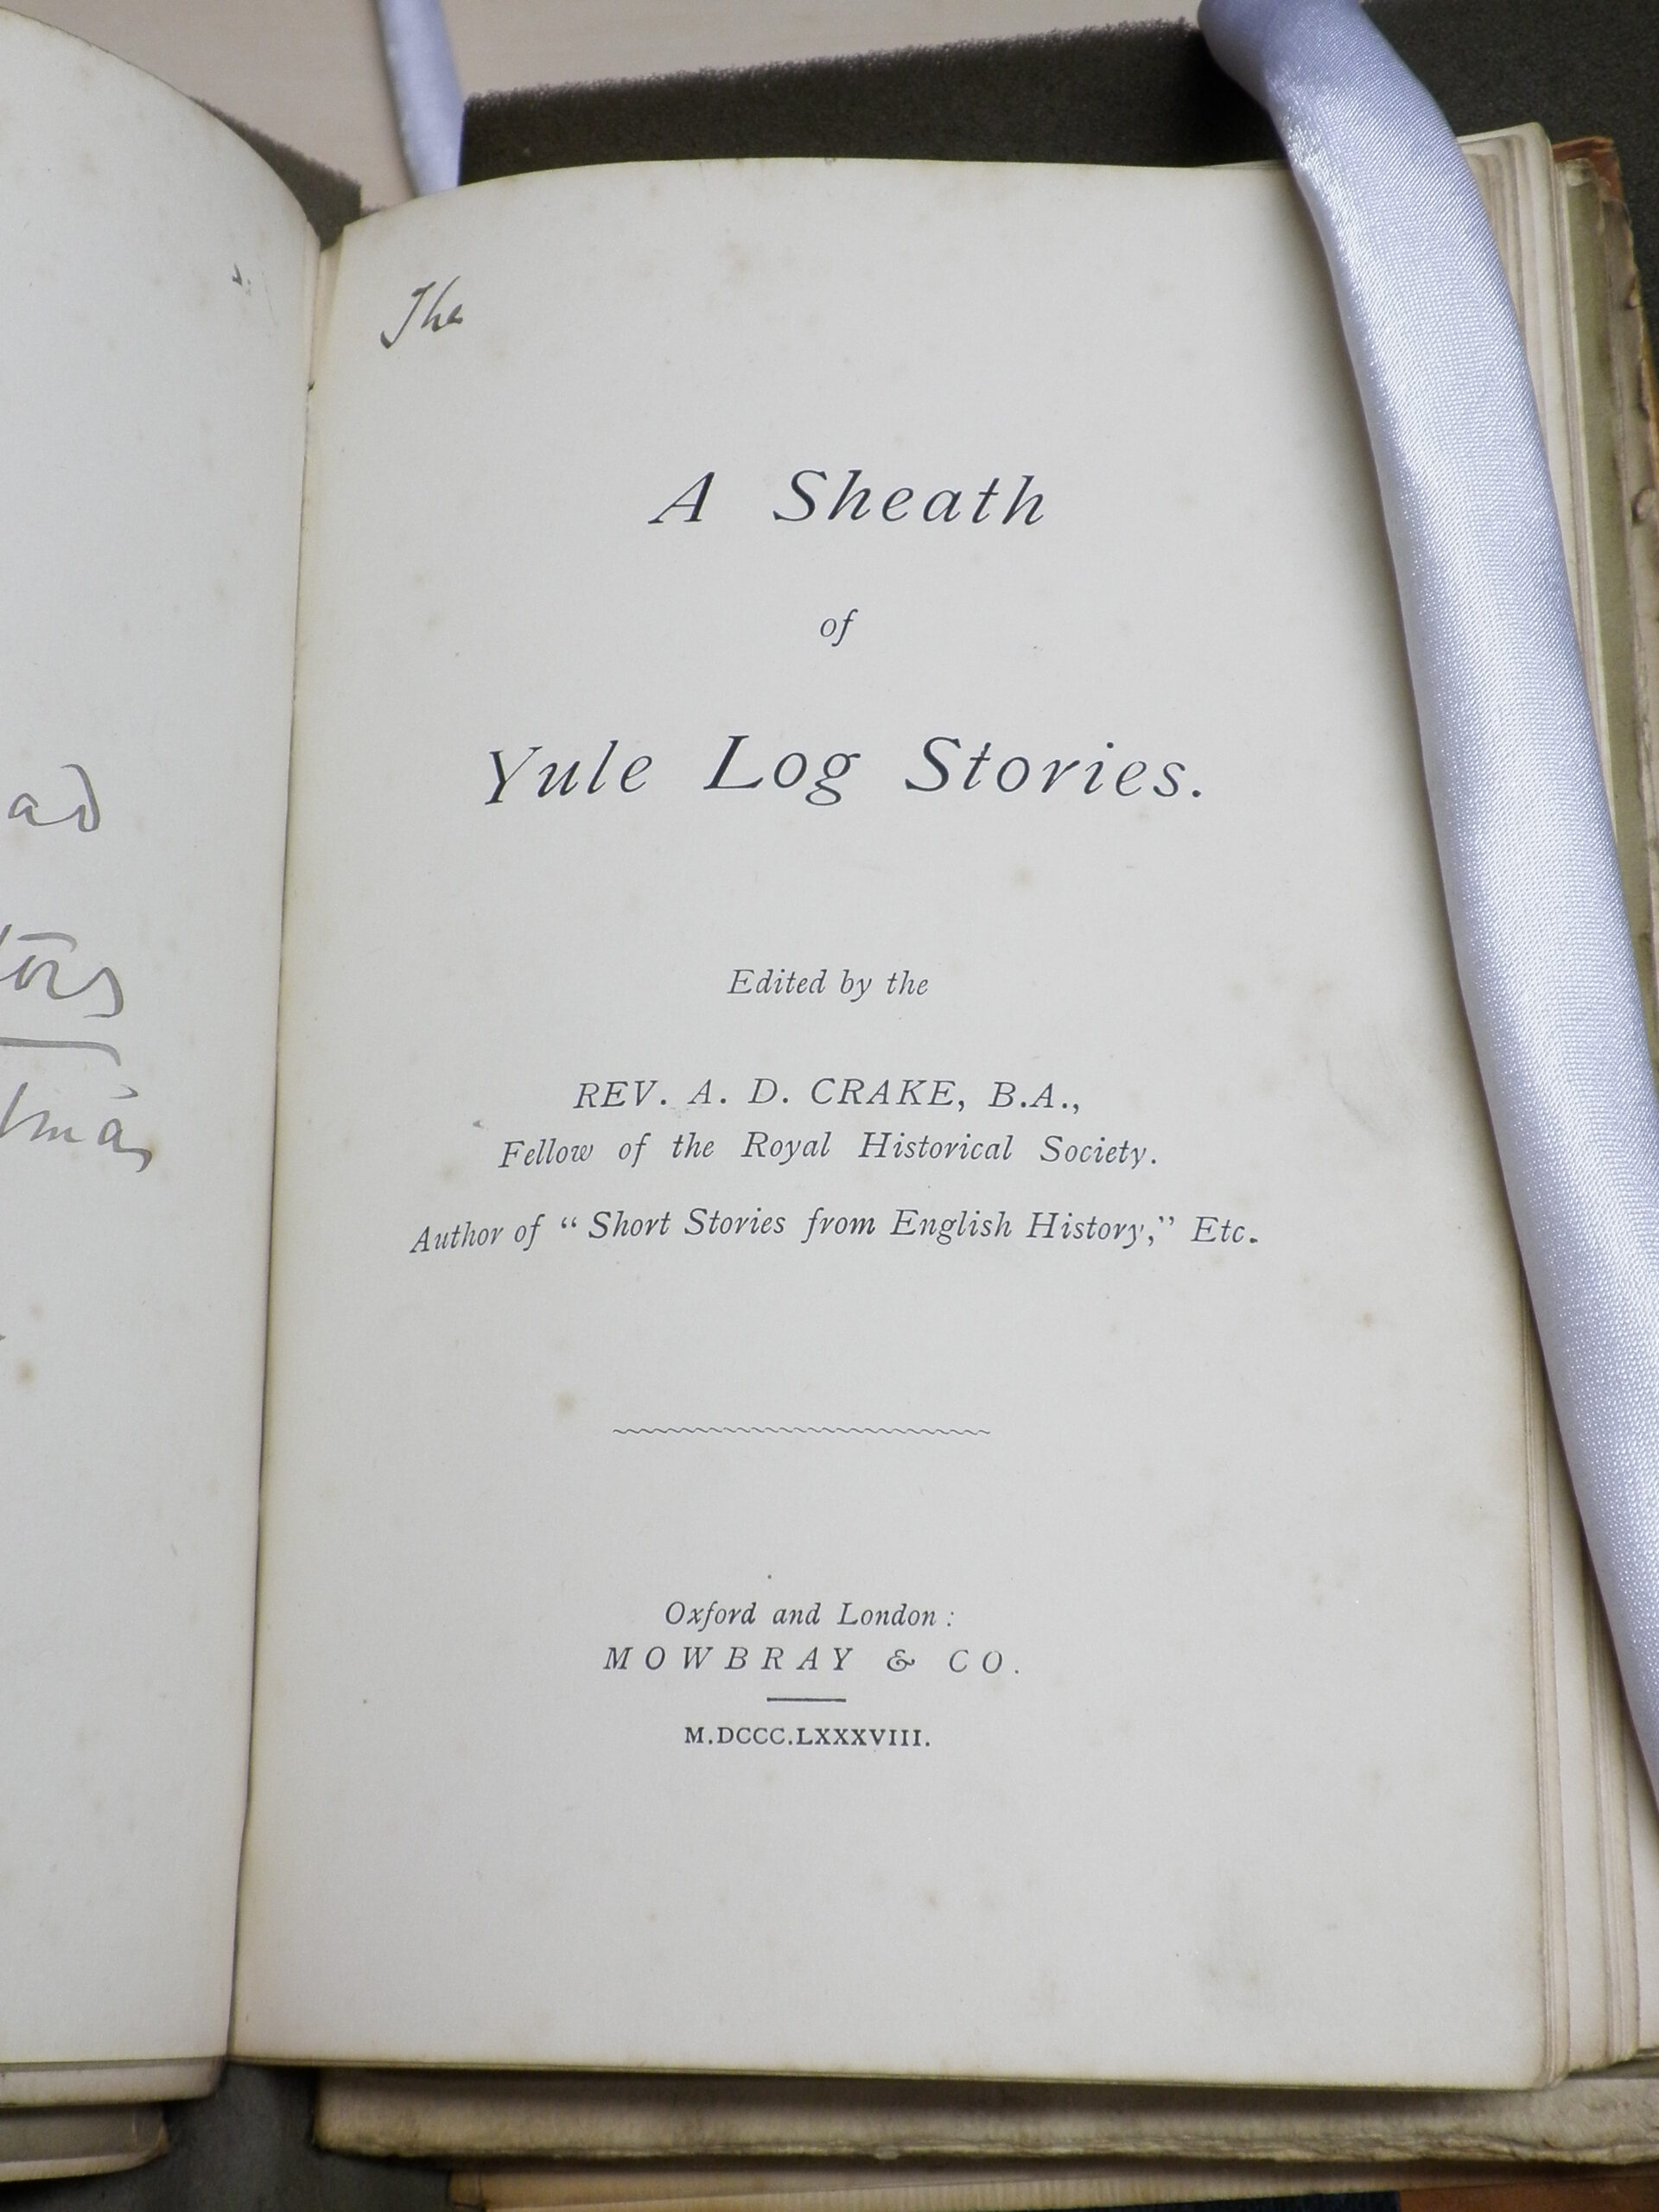 ad
The
A Sheath
of
Yule Log Stories.
Edited by the
REV. A. D. CRAKE, B.A.,
Fellow of the Royal Historical Society.
Author of “Short Stories from English History,” Etc.
Oxford and London:
MOWBRAY & CO.
M.DCCC.LXXXVIII.